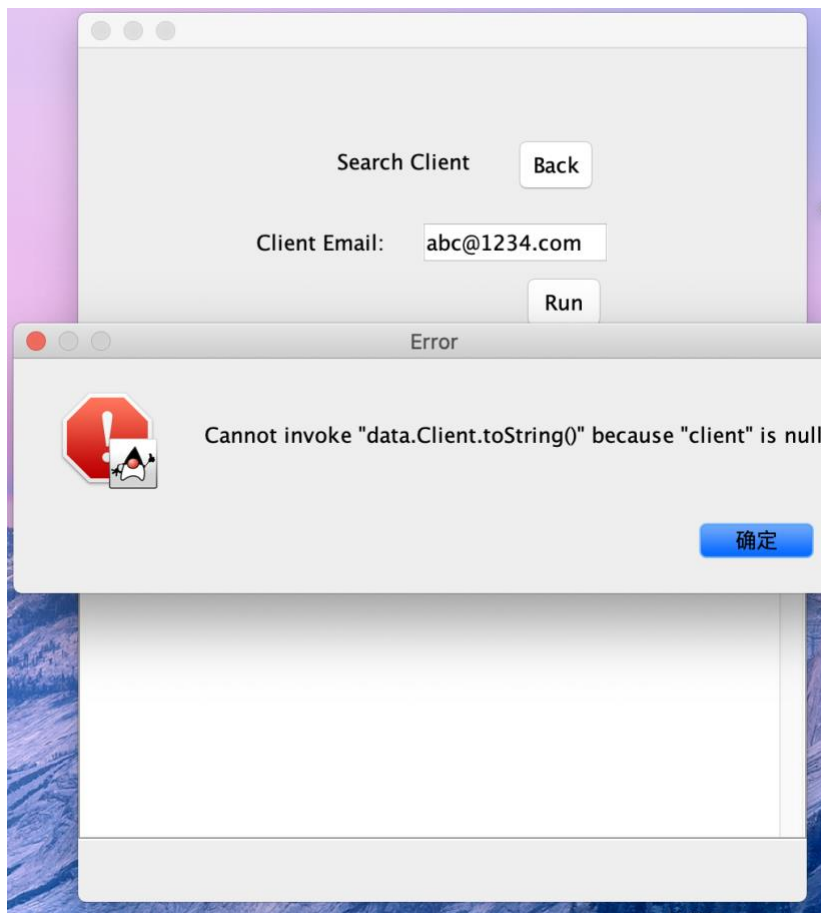 Search Client
Back
Client Email:
abc@1234.com
Run
Error
Cannot invoke "data.Client.toString()" because "client" is null
确定